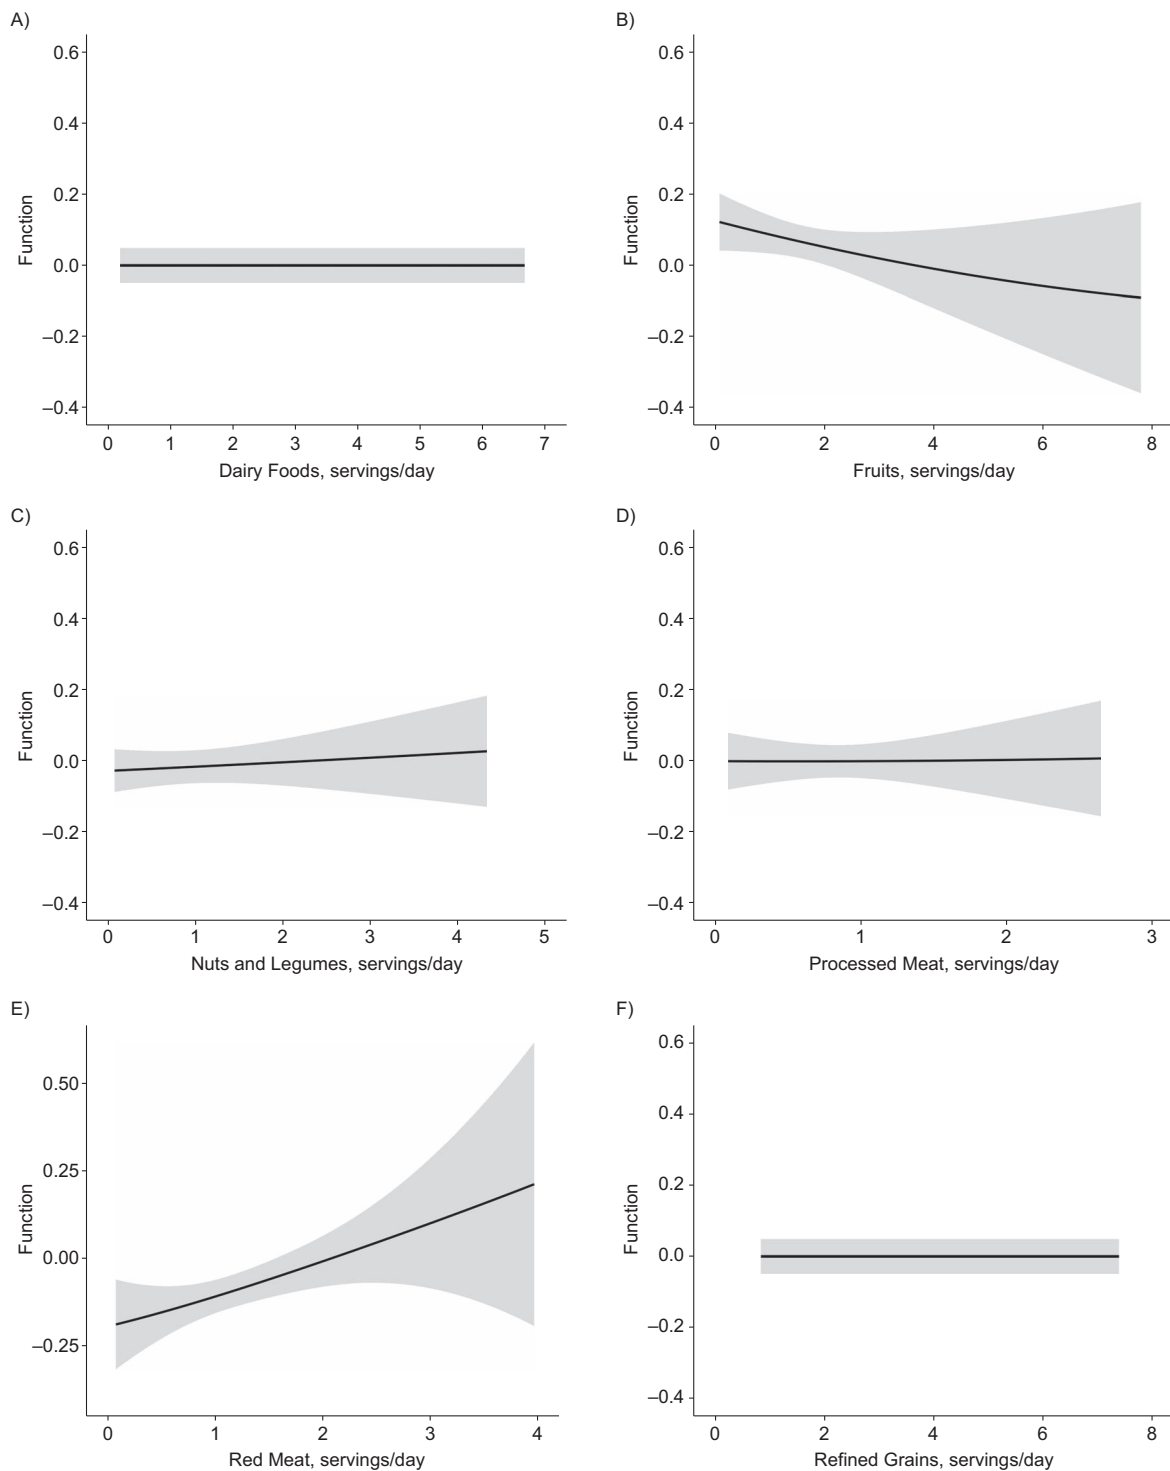 A)
0.6
0.4
0.2
0.0
–0.2
–0.4
Function
0 1 2 3 4 5 6 7
Dairy Foods, servings/day
B)
0.6
0.4
0.2
0.0
–0.2
–0.4
Function
0 2 4 6 8
Fruits, servings/day
C)
0.6
0.4
0.2
0.0
–0.2
–0.4
Function
0 1 2 3 4 5
Nuts and Legumes, servings/day
D)
0.6
0.4
0.2
0.0
–0.2
–0.4
Function
0 1 2 3
Processed Meat, servings/day
E)
0.50
0.25
0.00
–0.25
Function
0 1 2 3 4
Red Meat, servings/day
F)
0.6
0.4
0.2
0.0
–0.2
–0.4
Function
0 2 4 6 8
Refined Grains, servings/day